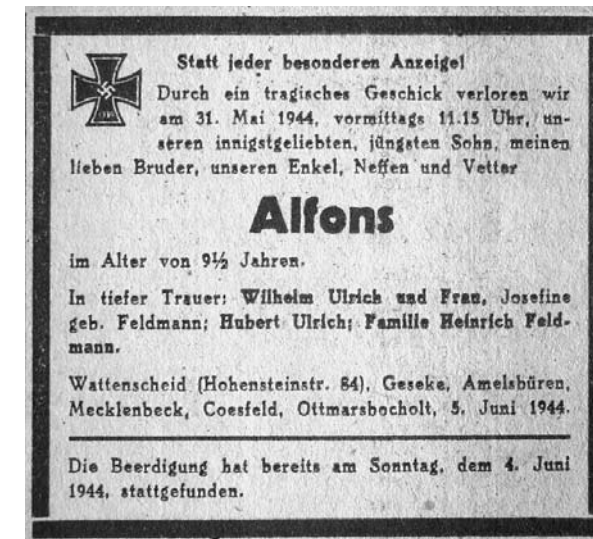 Statt jeder besonderen Anzeige!
Durch ein tragisches Geschick verloren wir
am 31. Mai 1944, vormittags 11.15 Uhr, un-
seren innigstgeliebten, jüngsten Sohn, meinen
lieben Bruder, unseren Enkel, Neffen und Vetter
Alfons
im Alter von 9½ Jahren.
In tiefer Trauer: Wilhelm Ulrich und Frau, Josefine
geb. Feldmann; Hubert Ulrich; Familie Heinrich Feld-
mann.
Wattenscheid (Hohensteinstr. 84), Geseke, Amelsbüren,
Mecklenbeck, Coesfeld, Ottmarsbocholt, 5. Juni 1944.
Die Beerdigung hat bereits am Sonntag, dem 4. Juni
1944, stattgefunden.